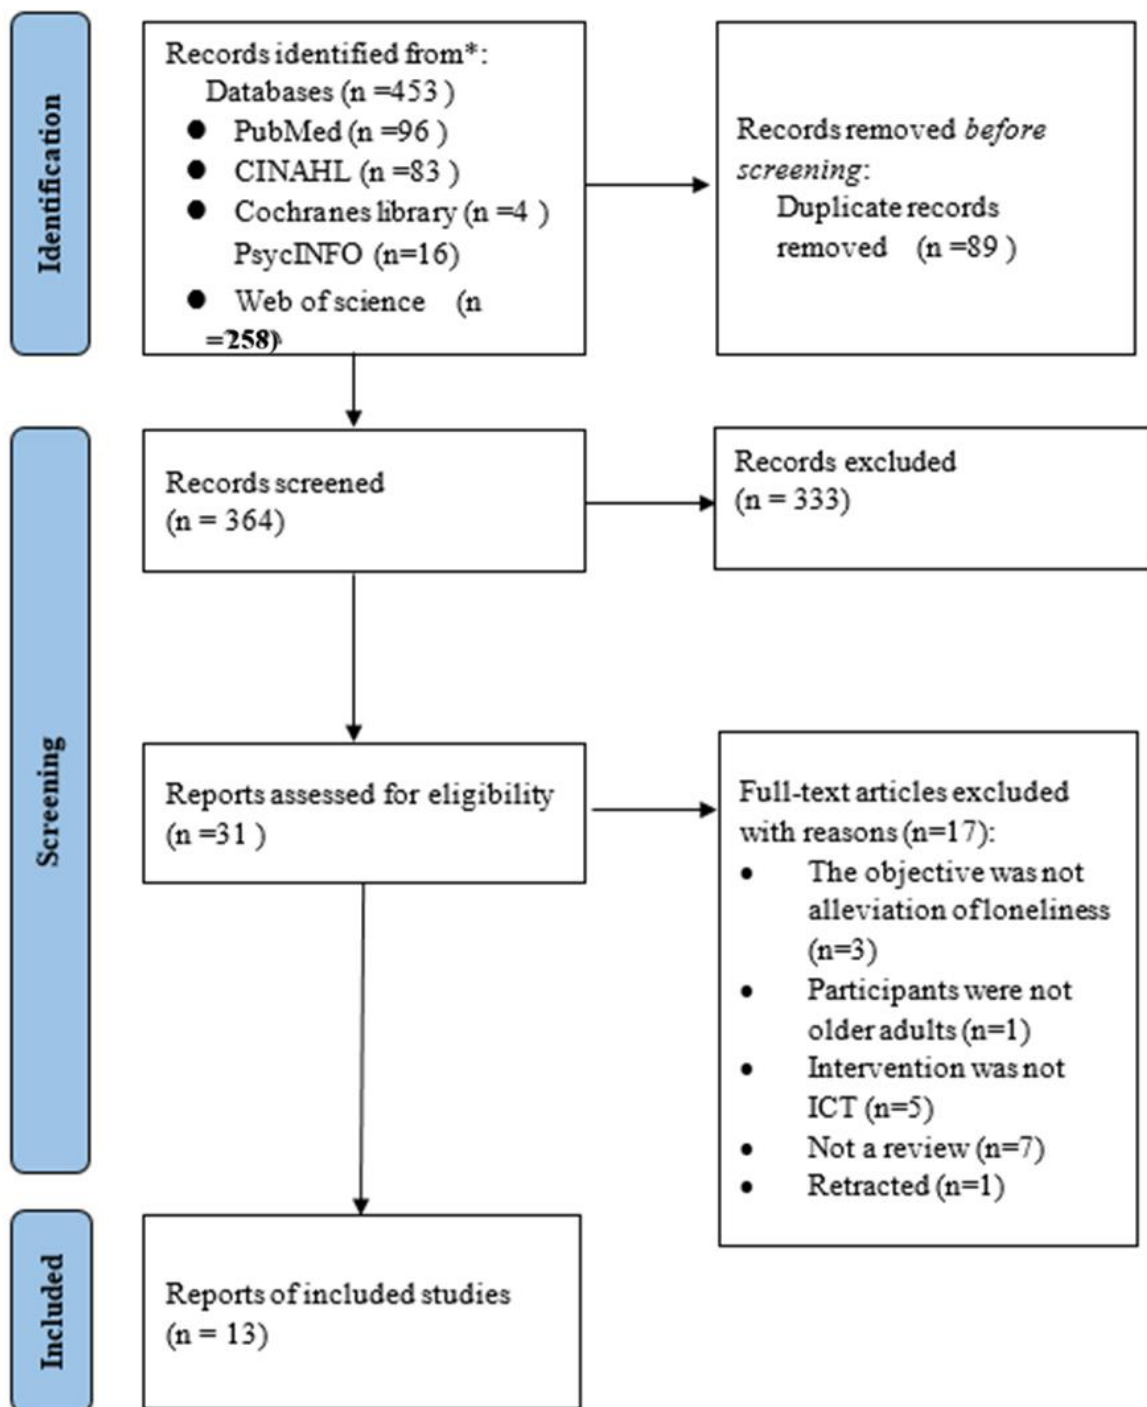 Identification
Records identified from*:
Databases (n =453 )
● PubMed (n =96 )
● CINAHL (n =83 )
● Cochranes library (n =4 )
PsycINFO (n=16)
● Web of science (n
=258)
Records removed before
screening:
Duplicate records
removed (n =89 )
Screening
Records screened
(n = 364)
Records excluded
(n = 333)
Reports assessed for eligibility
(n =31 )
Full-text articles excluded
with reasons (n=17):
• The objective was not
alleviation of loneliness
(n=3)
• Participants were not
older adults (n=1)
• Intervention was not
ICT (n=5)
• Not a review (n=7)
• Retracted (n=1)
Included
Reports of included studies
(n = 13)